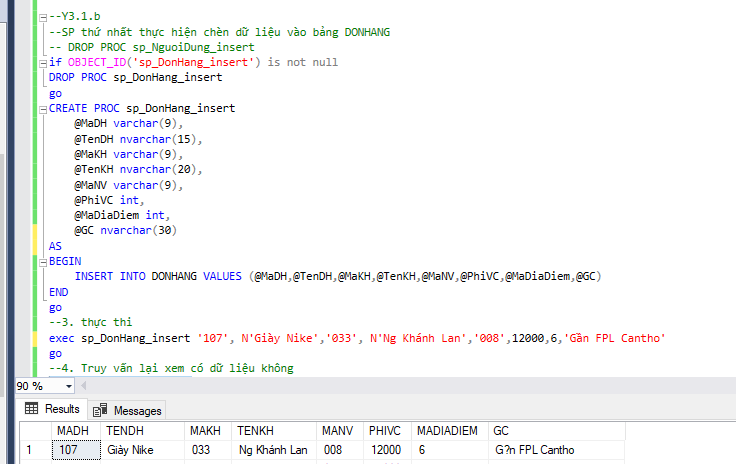 --Y3.1.b
--SP thứ nhất thực hiện chèn dữ liệu vào bảng DONHANG
-- DROP PROC sp_NguoiDung_insert
if OBJECT_ID('sp_DonHang_insert') is not null
DROP PROC sp_DonHang_insert
go
CREATE PROC sp_DonHang_insert
@MaDH varchar(9),
@TenDH nvarchar(15),
@MaKH varchar(9),
@TenKH nvarchar(20),
@MaNV varchar(9),
@PhiVC int,
@MaDiaDiem int,
@GC nvarchar(30)
AS
BEGIN
INSERT INTO DONHANG VALUES (@MaDH,@TenDH,@MaKH,@TenKH,@MaNV,@PhiVC,@MaDiaDiem,@GC)
END
go
--3. thực thi
exec sp_DonHang_insert '107', N'Giày Nike','033', N'Ng Khánh Lan','008',12000,6,'Gần FPL Cantho'
go
--4. Truy vấn lại xem có dữ liệu không
90 %
Results Messages
MADH TENDH MAKH TENKH MANV PHIVC MADIADIEM GC
1 107 Giày Nike 033 Ng Khánh Lan 008 12000 6 G?n FPL Cantho